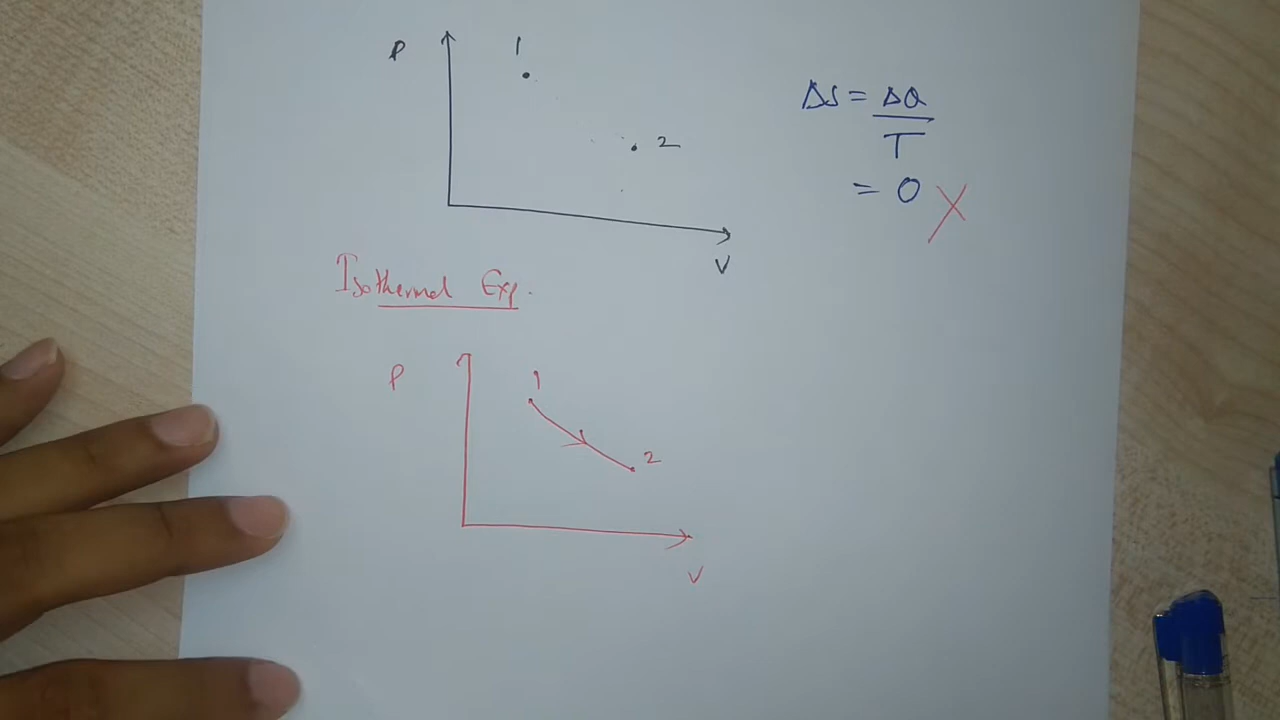 P
1
2
V
ΔS = ΔQ
T
= 0 X
Isothermal Exp.
P
1
2
V